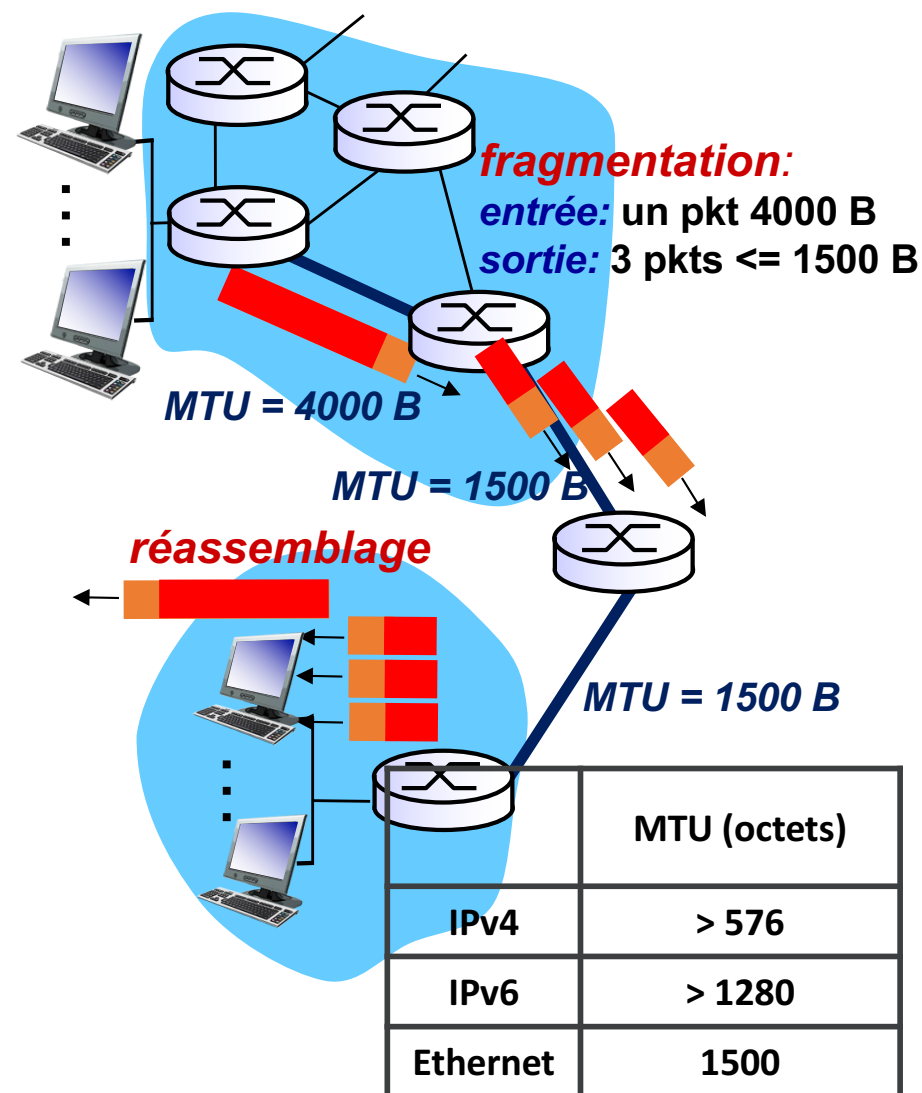 fragmentation:
entrée: un pkt 4000 B
sortie: 3 pkts <= 1500 B
MTU = 4000 B
MTU = 1500 B
réassemblage
MTU = 1500 B
MTU (octets)
IPv4 > 576
IPv6 > 1280
Ethernet 1500